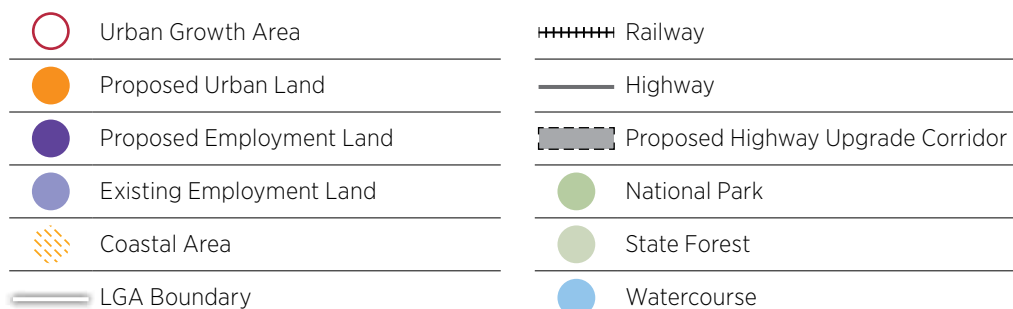 Urban Growth Area
Proposed Urban Land
Proposed Employment Land
Existing Employment Land
Coastal Area
LGA Boundary
Railway
Highway
Proposed Highway Upgrade Corridor
National Park
State Forest
Watercourse